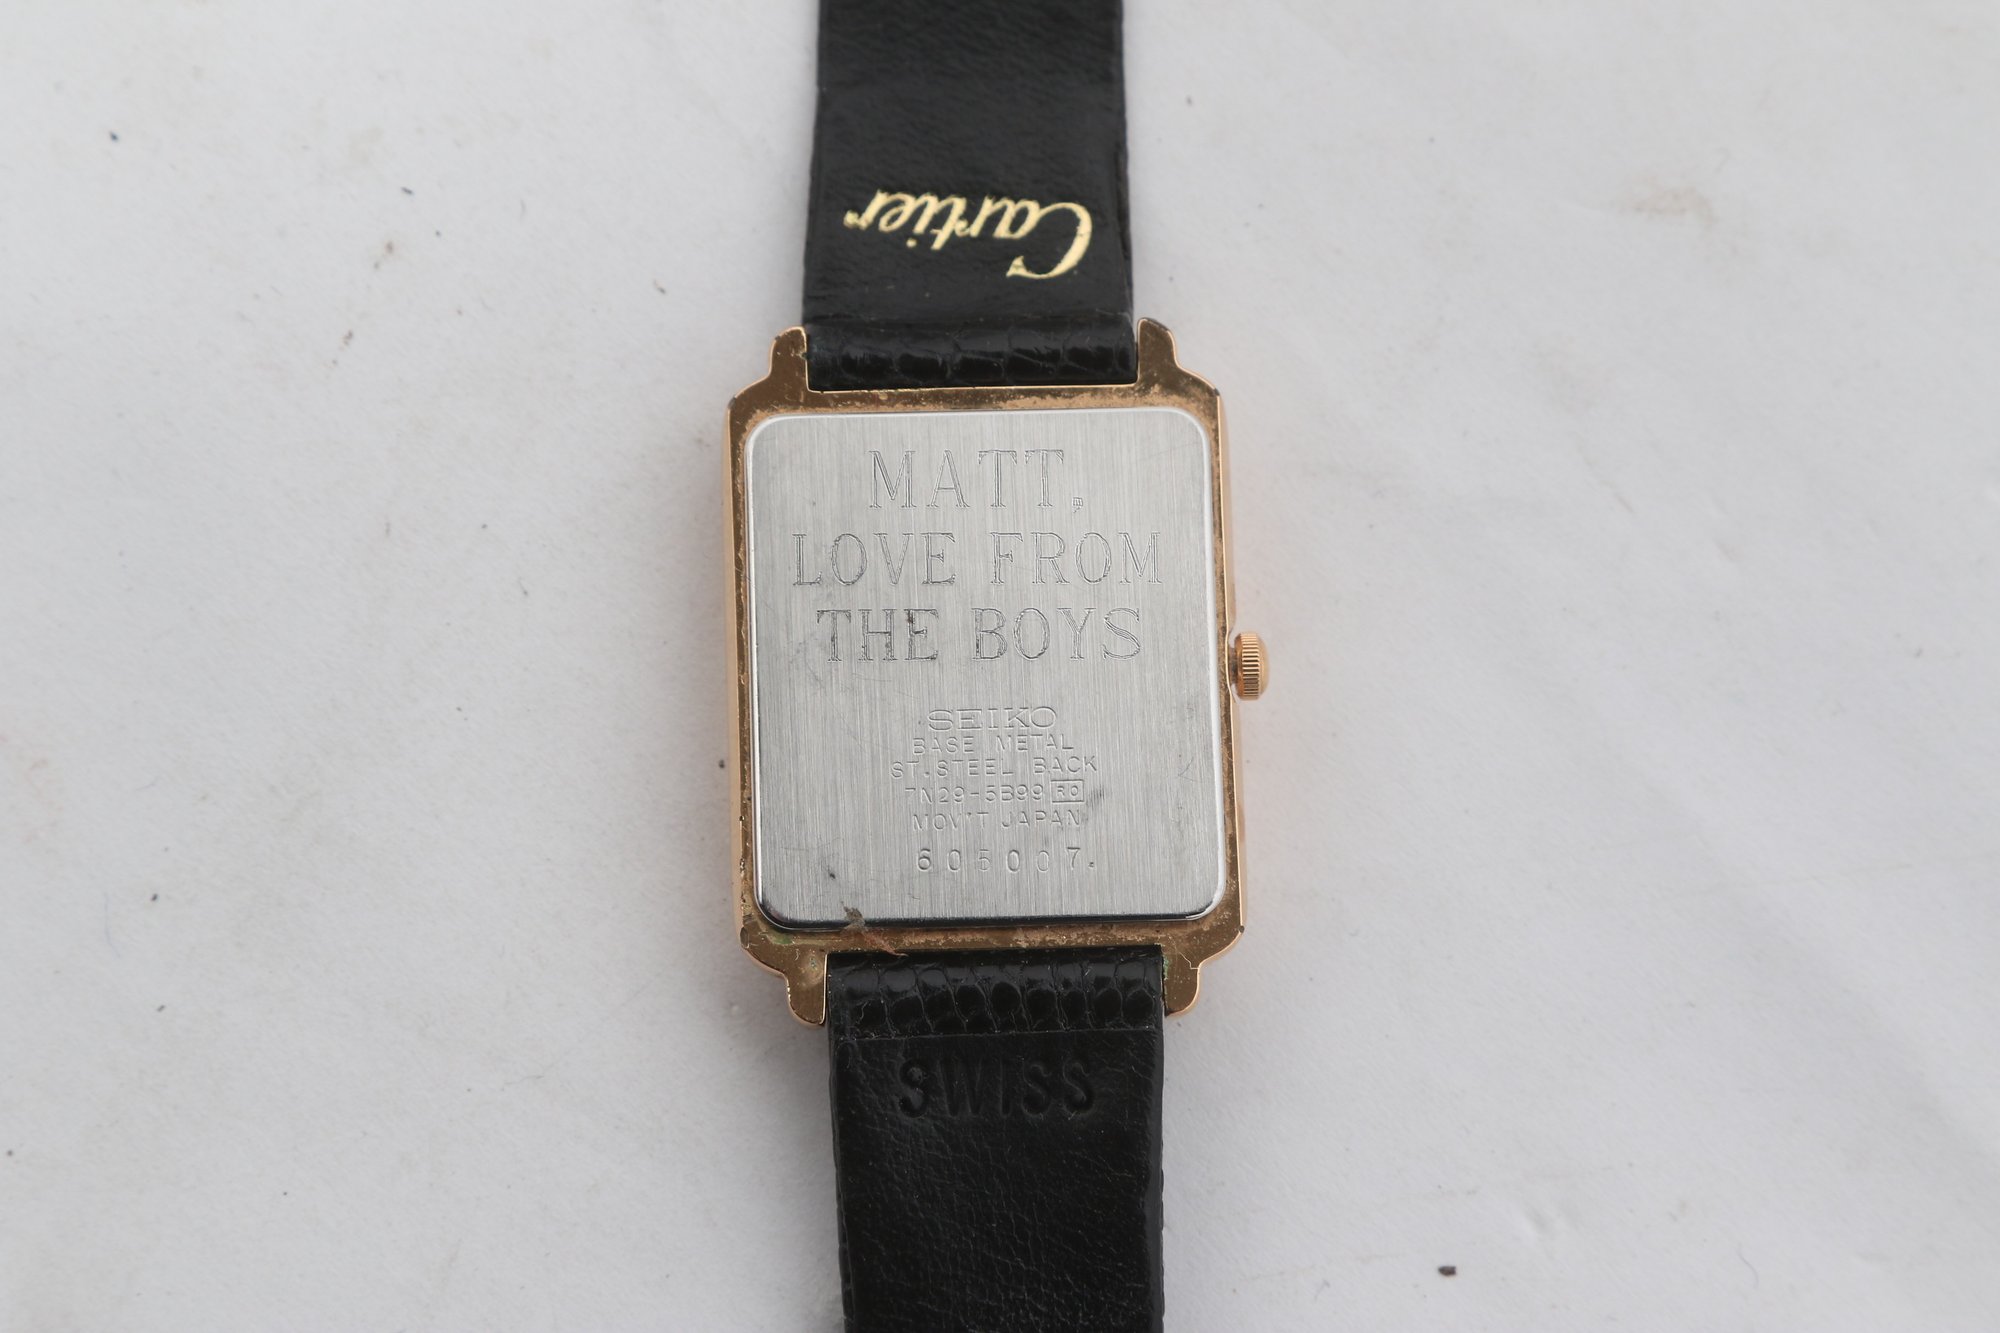 Cartier
MATT,
LOVE FROM
THE BOYS
SEIKO
BASE METAL
ST.STEEL BACK
7N29-5B99 R0
MOV'T JAPAN
605007.
SWISS